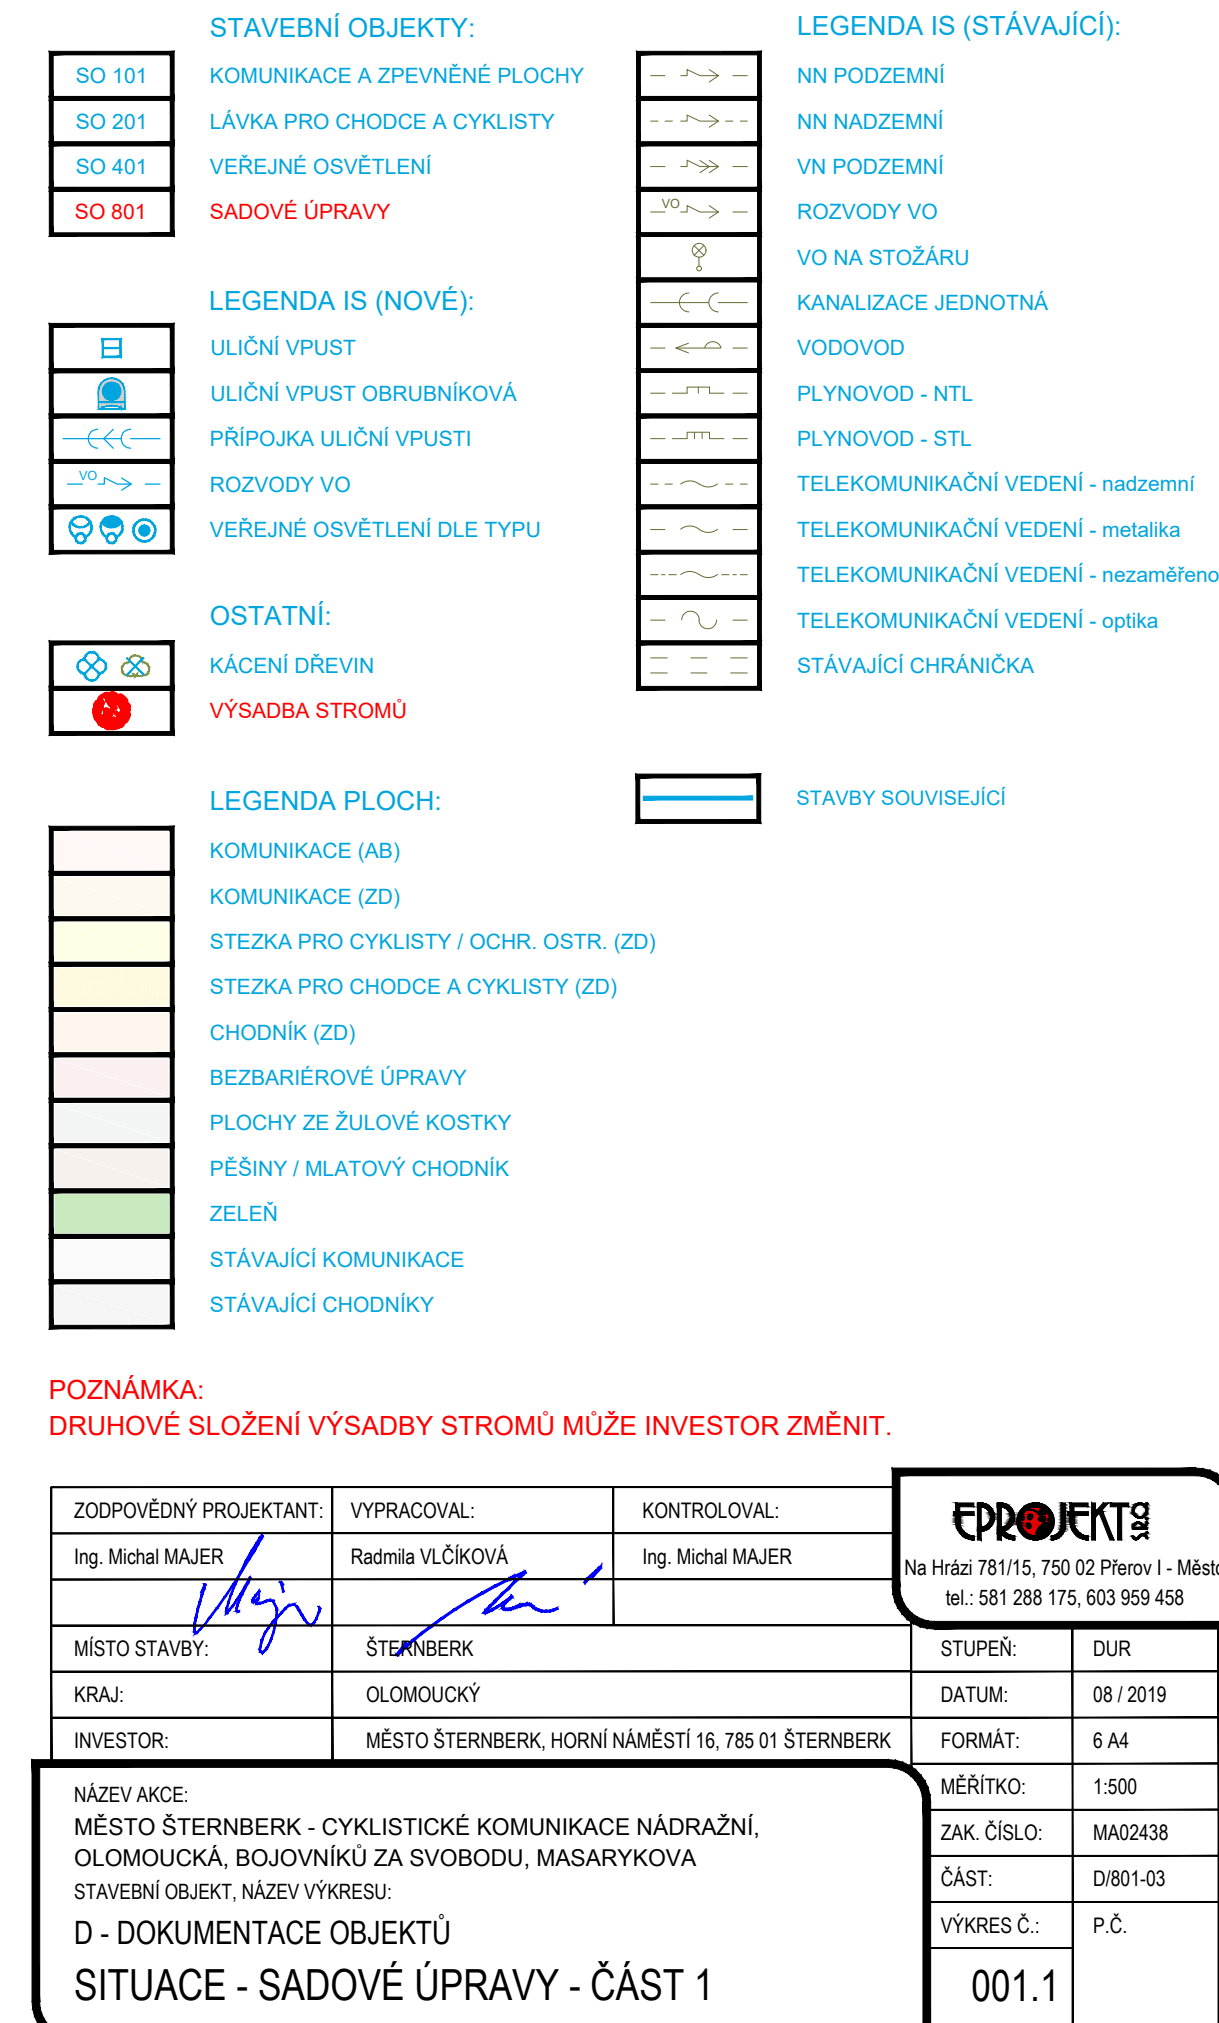 STAVEBNÍ OBJEKTY:
SO 101 KOMUNIKACE A ZPEVNĚNÉ PLOCHY
SO 201 LÁVKA PRO CHODCE A CYKLISTY
SO 401 VEŘEJNÉ OSVĚTLENÍ
SO 801 SADOVÉ ÚPRAVY
LEGENDA IS (NOVÉ):
ULIČNÍ VPUST
ULIČNÍ VPUST OBRUBNÍKOVÁ
PŘÍPOJKA ULIČNÍ VPUSTI
VO ROZVODY VO
VEŘEJNÉ OSVĚTLENÍ DLE TYPU
OSTATNÍ:
KÁCENÍ DŘEVIN
VÝSADBA STROMŮ
LEGENDA PLOCH:
KOMUNIKACE (AB)
KOMUNIKACE (ZD)
STEZKA PRO CYKLISTY / OCHR. OSTR. (ZD)
STEZKA PRO CHODCE A CYKLISTY (ZD)
CHODNÍK (ZD)
BEZBARIÉROVÉ ÚPRAVY
PLOCHY ZE ŽULOVÉ KOSTKY
PĚŠINY / MLATOVÝ CHODNÍK
ZELEŇ
STÁVAJÍCÍ KOMUNIKACE
STÁVAJÍCÍ CHODNÍKY
LEGENDA IS (STÁVAJÍCÍ):
NN PODZEMNÍ
NN NADZEMNÍ
VN PODZEMNÍ
VO ROZVODY VO
VO NA STOŽÁRU
KANALIZACE JEDNOTNÁ
VODOVOD
PLYNOVOD - NTL
PLYNOVOD - STL
TELEKOMUNIKAČNÍ VEDENÍ - nadzemní
TELEKOMUNIKAČNÍ VEDENÍ - metalika
TELEKOMUNIKAČNÍ VEDENÍ - nezaměřeno
TELEKOMUNIKAČNÍ VEDENÍ - optika
STÁVAJÍCÍ CHRÁNIČKA
STAVBY SOUVISEJÍCÍ
POZNÁMKA:
DRUHOVÉ SLOŽENÍ VÝSADBY STROMŮ MŮŽE INVESTOR ZMĚNIT.
ZODPOVĚDNÝ PROJEKTANT: VYPRACOVAL: KONTROLOVAL:
Ing. Michal MAJER Radmila VLČÍKOVÁ Ing. Michal MAJER
EPROJEKT s.r.o.
Na Hrázi 781/15, 750 02 Přerov I - Město
tel.: 581 288 175, 603 959 458
MÍSTO STAVBY: ŠTERNBERK STUPEŇ: DUR
KRAJ: OLOMOUCKÝ DATUM: 08 / 2019
INVESTOR: MĚSTO ŠTERNBERK, HORNÍ NÁMĚSTÍ 16, 785 01 ŠTERNBERK FORMÁT: 6 A4
NÁZEV AKCE:
MĚSTO ŠTERNBERK - CYKLISTICKÉ KOMUNIKACE NÁDRAŽNÍ,
OLOMOUCKÁ, BOJOVNÍKŮ ZA SVOBODU, MASARYKOVA
STAVEBNÍ OBJEKT, NÁZEV VÝKRESU:
D - DOKUMENTACE OBJEKTŮ
SITUACE - SADOVÉ ÚPRAVY - ČÁST 1
MĚŘÍTKO: 1:500
ZAK. ČÍSLO: MA02438
ČÁST: D/801-03
VÝKRES Č.: P.Č.
001.1